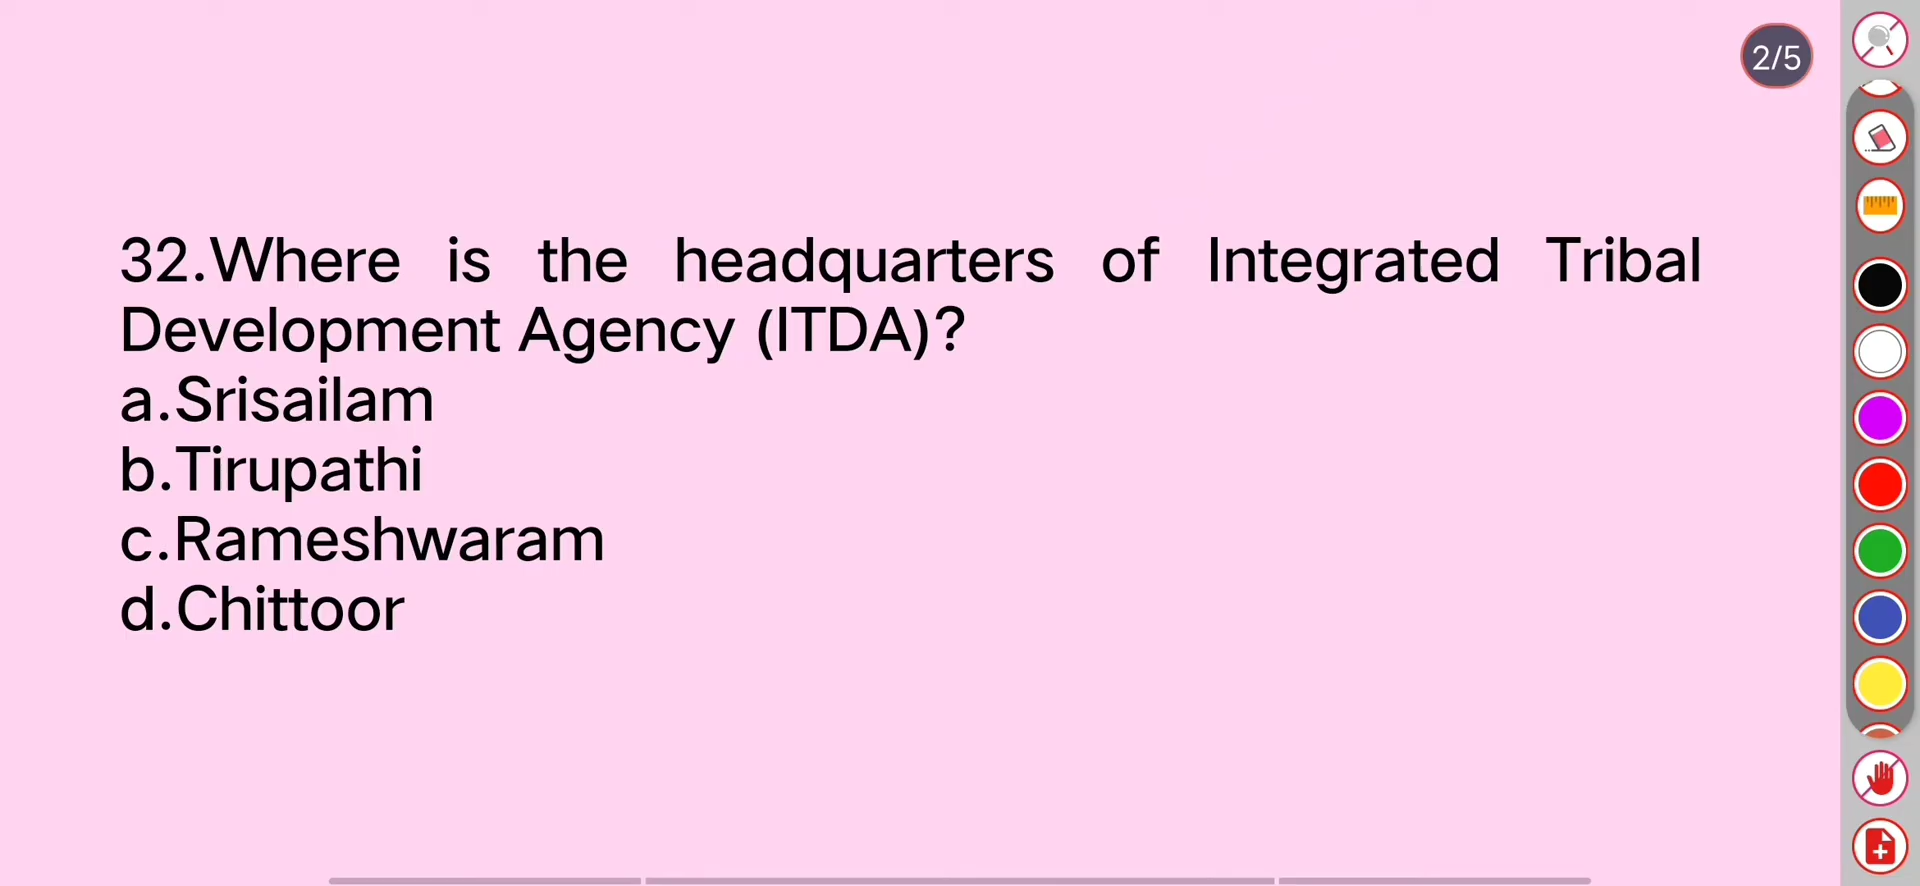 2/5
32.Where is the headquarters of Integrated Tribal
Development Agency (ITDA)?
a.Srisailam
b.Tirupathi
c.Rameshwaram
d.Chittoor